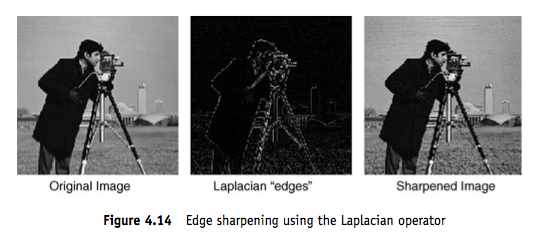 Original Image
Laplacian “edges”
Sharpened Image
Figure 4.14 Edge sharpening using the Laplacian operator